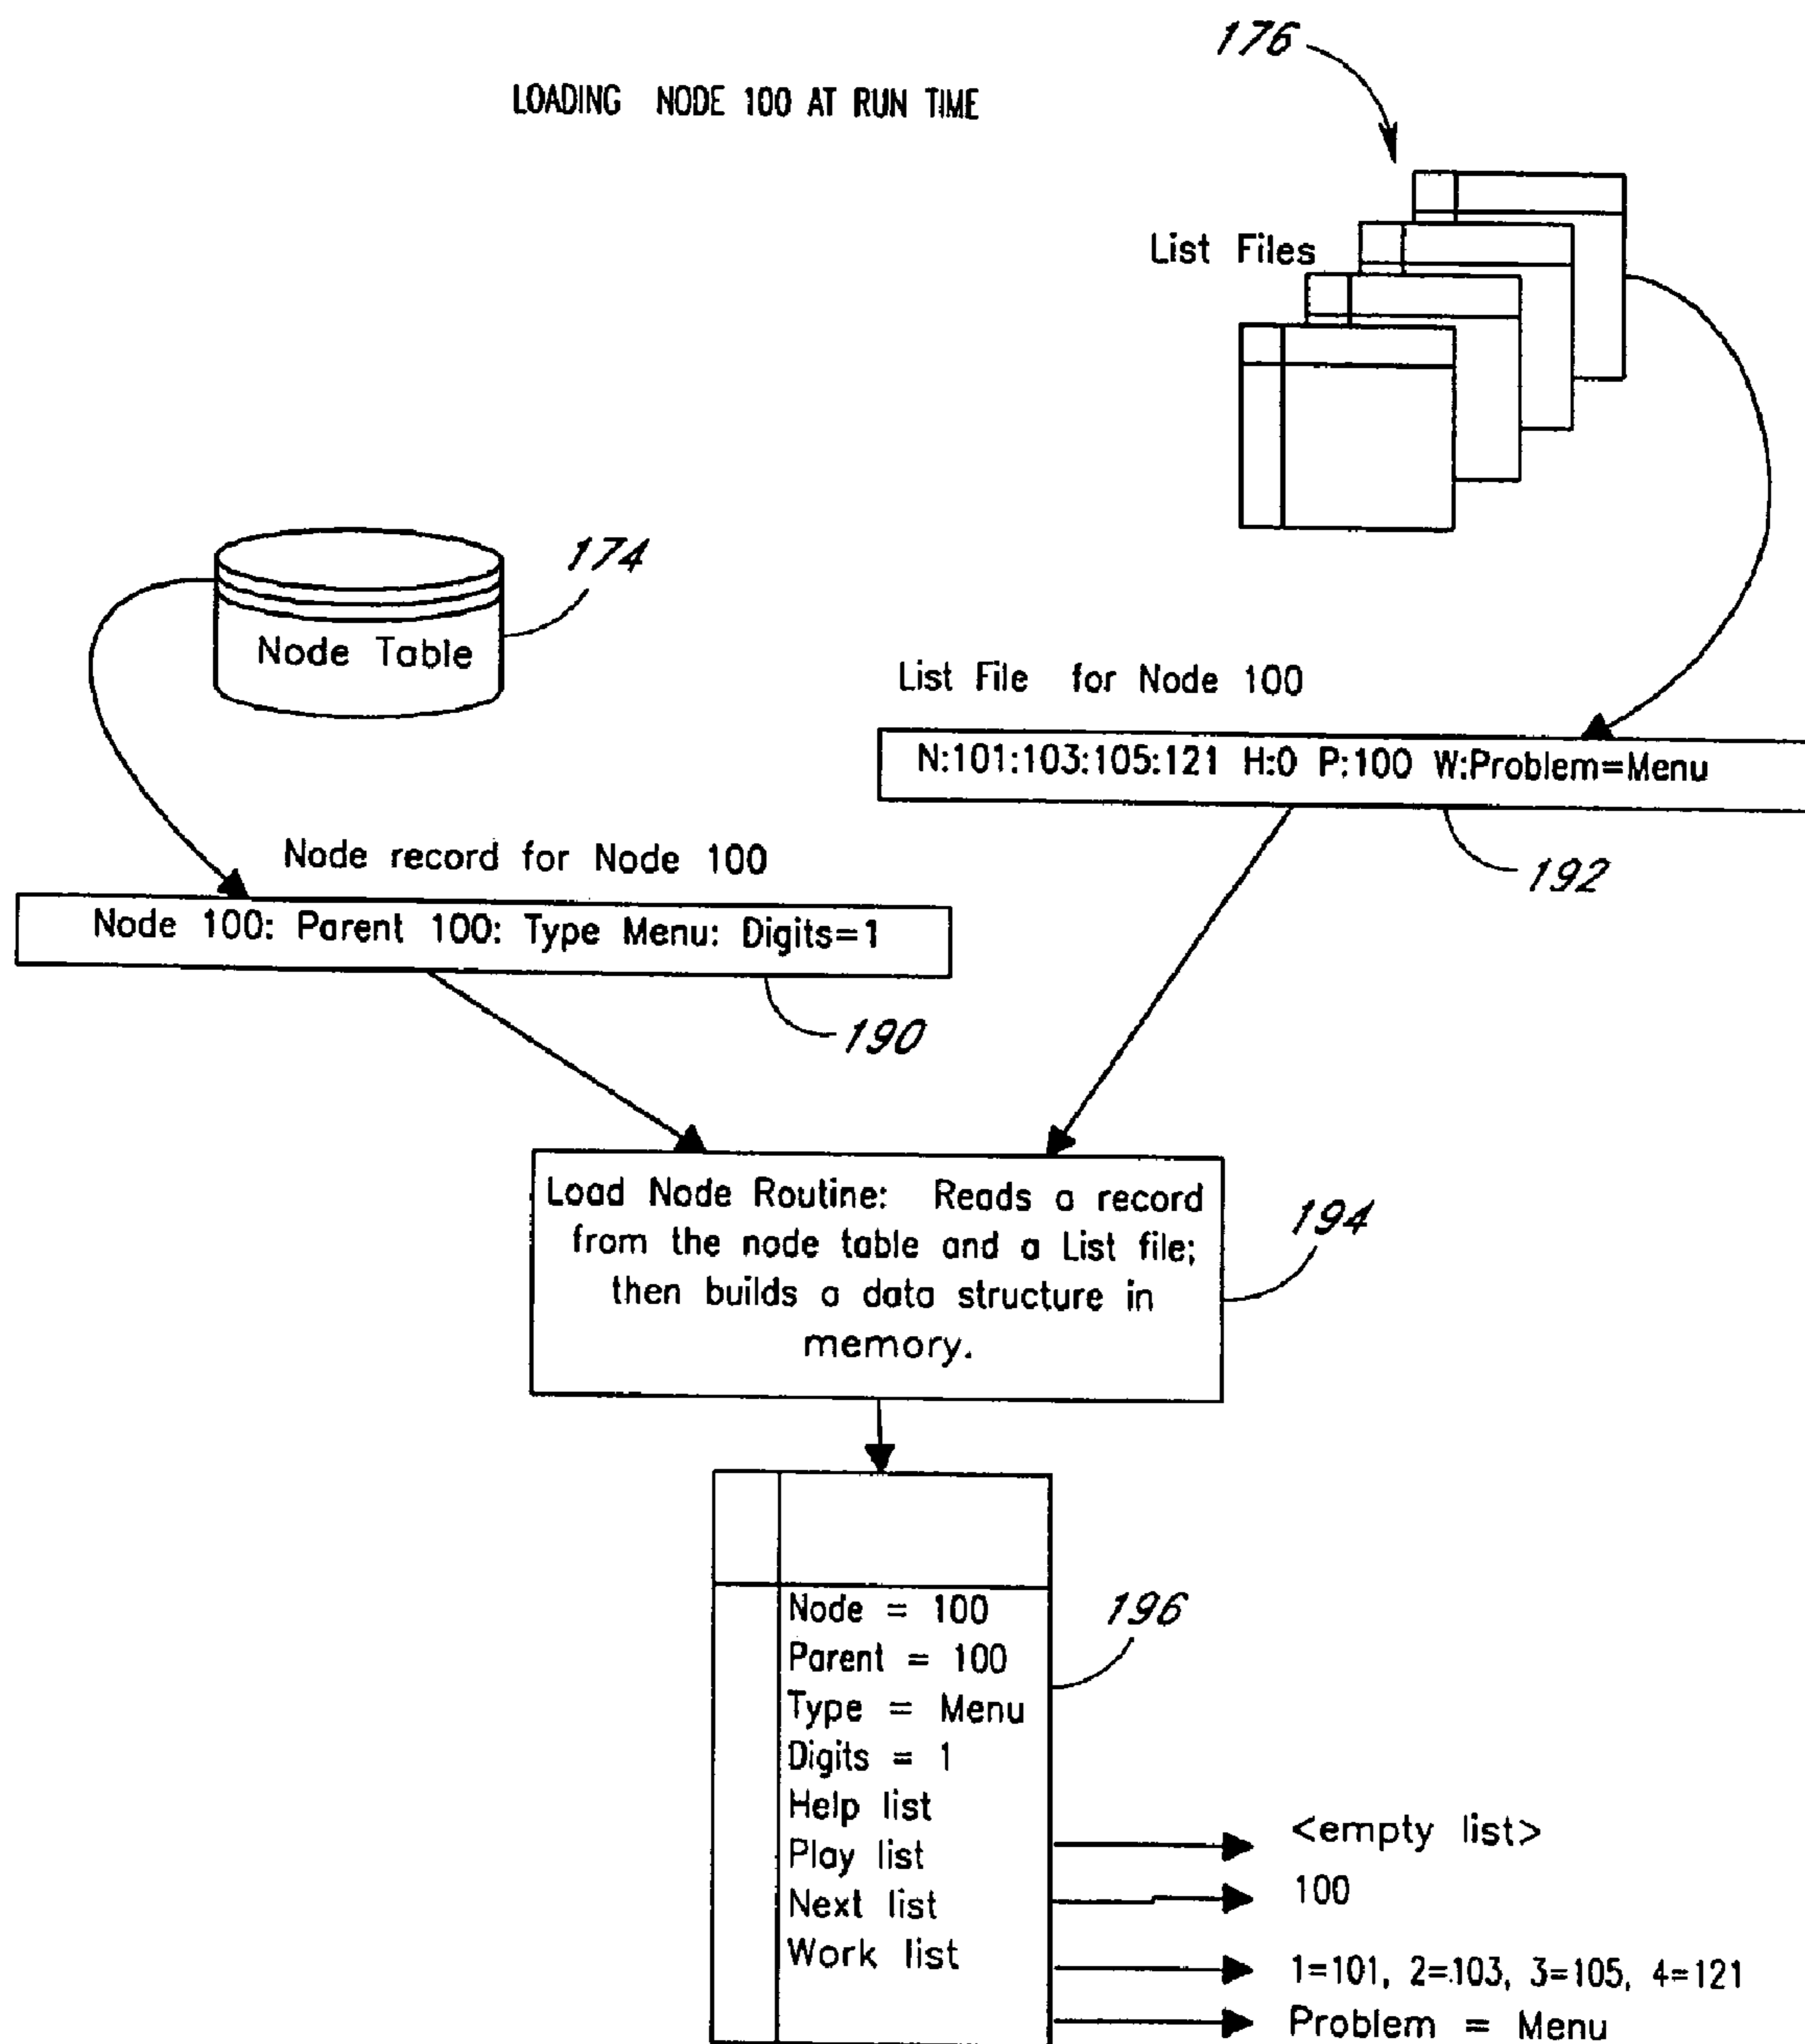 176
LOADING NODE 100 AT RUN TIME
List Files
174
Node Table
List File for Node 100
N:101:103:105:121 H:0 P:100 W:Problem=Menu
192
Node record for Node 100
Node 100: Parent 100: Type Menu: Digits=1
190
Load Node Routine: Reads a record
from the node table and a List file;
then builds a data structure in
memory.
194
Node = 100
Parent = 100
Type = Menu
Digits = 1
Help list
Play list
Next list
Work list
196
<empty list>
100
1=101, 2=103, 3=105, 4=121
Problem = Menu